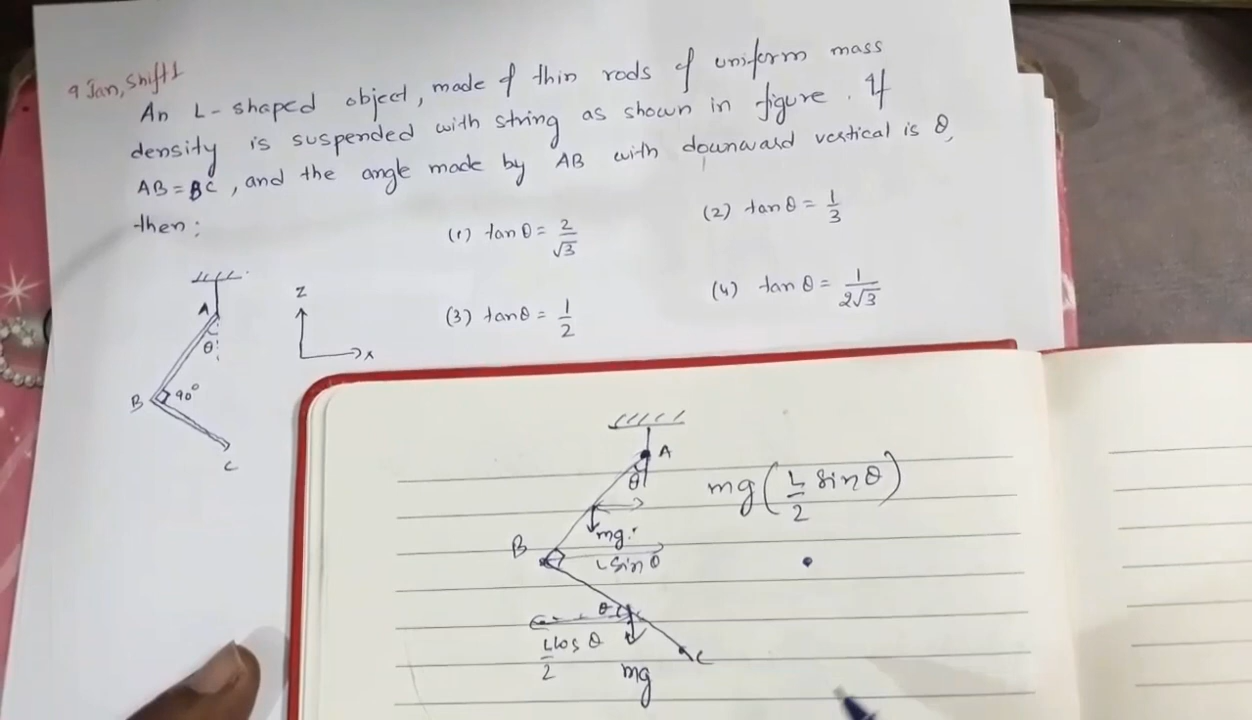 9 Jan, Shift 1
An L-shaped object, made of thin rods of uniform mass
density is suspended with string as shown in figure. If
AB = BC, and the angle made by AB with downward vertical is θ,
then:
(1) tan θ = 2/√3
(2) tan θ = 1/3
(3) tan θ = 1/2
(4) tan θ = 1/2√3
A
θ
B
90°
C
Z
x
A
θ
mg
B
L sin θ
θ
L/2 cos θ
mg
C
mg(L/2 sin θ)